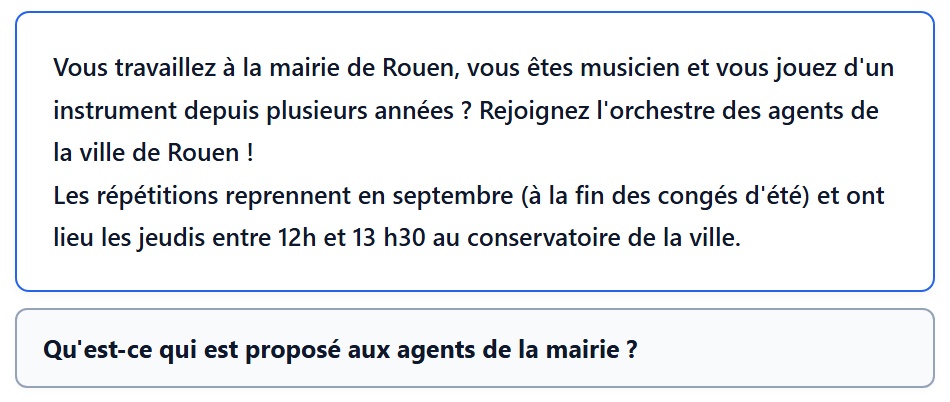 Vous travaillez à la mairie de Rouen, vous êtes musicien et vous jouez d'un
instrument depuis plusieurs années ? Rejoignez l'orchestre des agents de
la ville de Rouen !
Les répétitions reprennent en septembre (à la fin des congés d'été) et ont
lieu les jeudis entre 12h et 13 h30 au conservatoire de la ville.
Qu'est-ce qui est proposé aux agents de la mairie ?